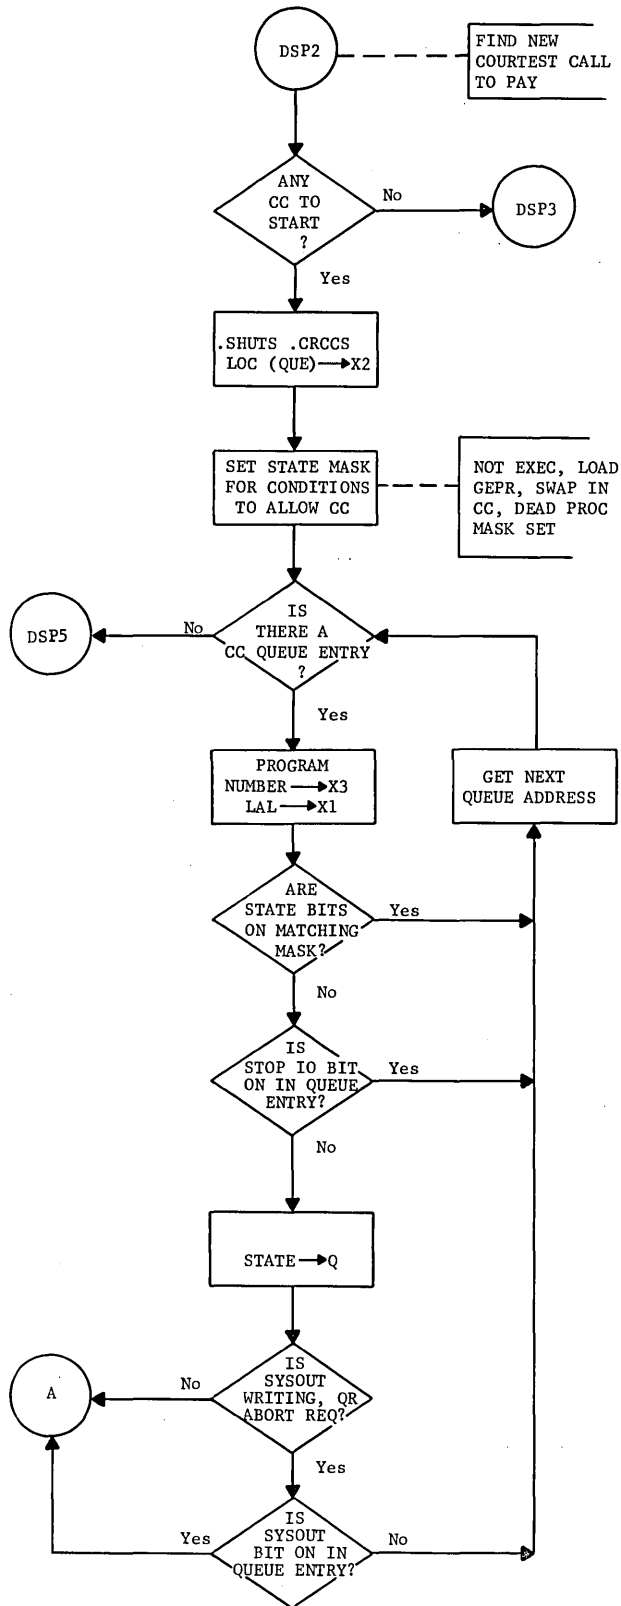 DSP2
FIND NEW
COURTEST CALL
TO PAY
ANY
CC TO
START
?
No
DSP3
Yes
.SHUTS .CRCCS
LOC (QUE)→X2
SET STATE MASK
FOR CONDITIONS
TO ALLOW CC
NOT EXEC, LOAD
GEPR, SWAP IN
CC, DEAD PROC
MASK SET
IS
THERE A
CC QUEUE ENTRY
?
No
DSP5
Yes
PROGRAM
NUMBER→X3
LAL→X1
GET NEXT
QUEUE ADDRESS
ARE
STATE BITS
ON MATCHING
MASK?
Yes
No
IS
STOP IO BIT
ON IN QUEUE
ENTRY?
Yes
No
STATE→Q
IS
SYSOUT
WRITING, QR
ABORT REQ?
No
A
Yes
IS
SYSOUT
BIT ON IN
QUEUE ENTRY?
Yes
No